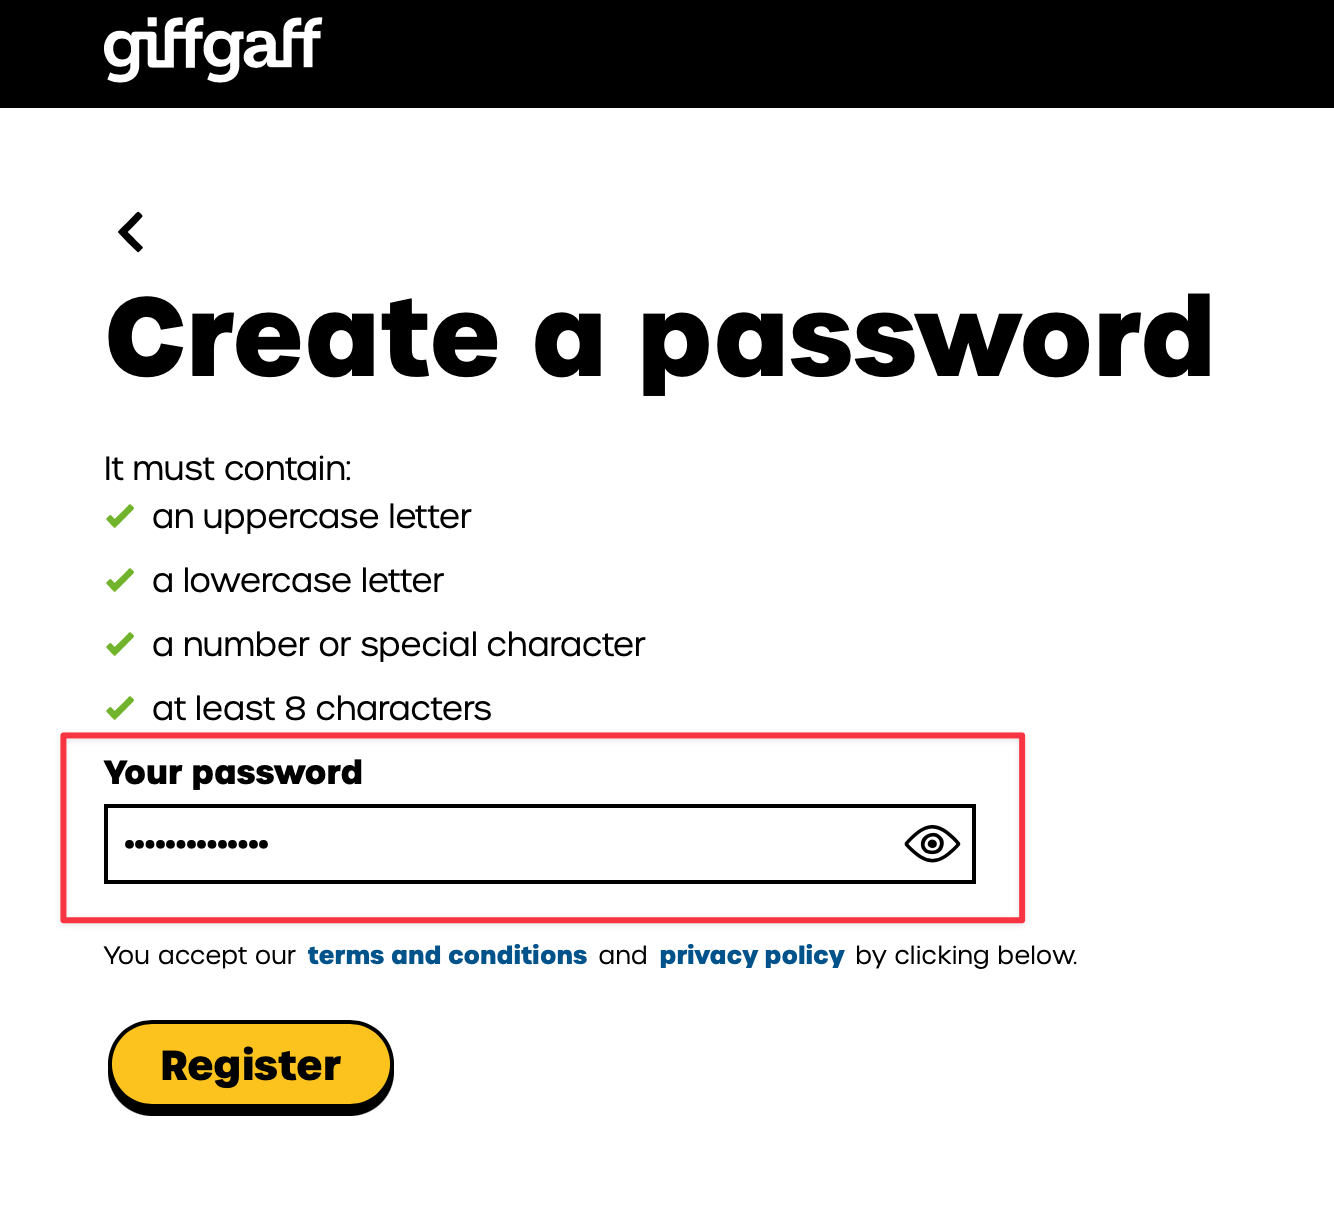 giffgaff
Create a password
It must contain:
an uppercase letter
a lowercase letter
a number or special character
at least 8 characters
Your password
••••••••••••••
You accept our terms and conditions and privacy policy by clicking below.
Register